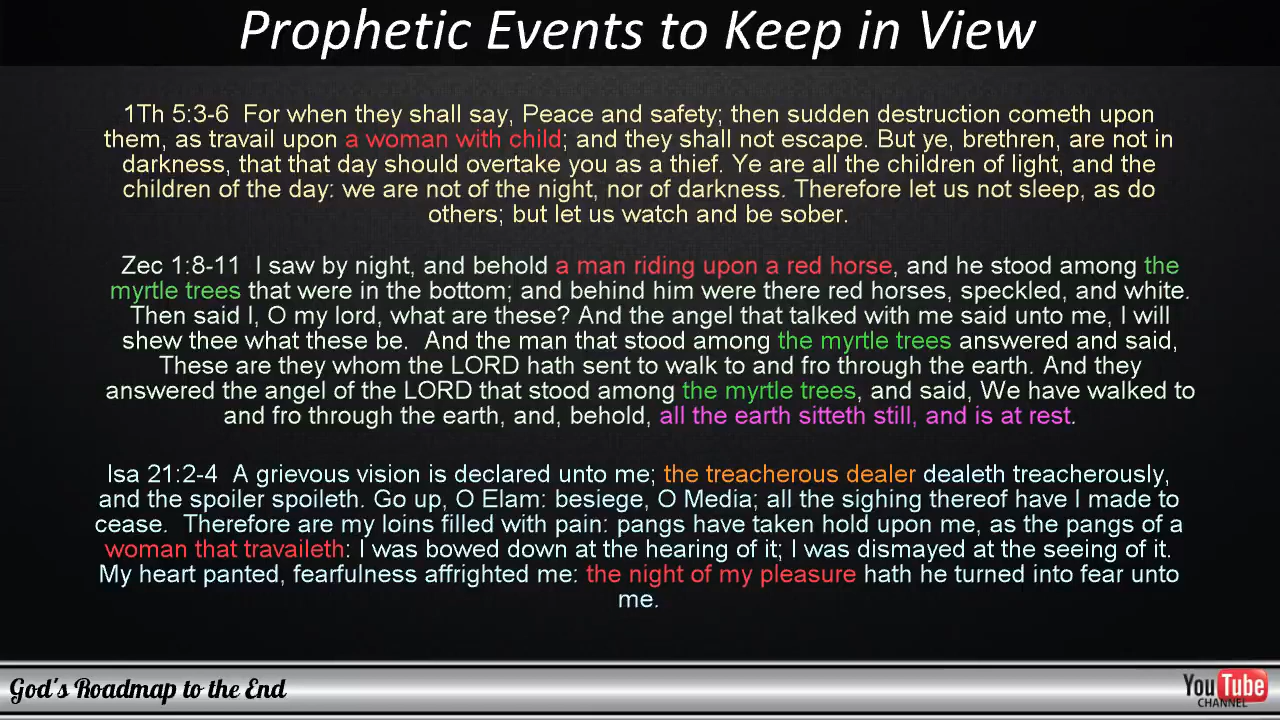 Prophetic Events to Keep in View
1Th 5:3-6  For when they shall say, Peace and safety; then sudden destruction cometh upon
them, as travail upon a woman with child; and they shall not escape. But ye, brethren, are not in
darkness, that that day should overtake you as a thief. Ye are all the children of light, and the
children of the day: we are not of the night, nor of darkness. Therefore let us not sleep, as do
others; but let us watch and be sober.
Zec 1:8-11  I saw by night, and behold a man riding upon a red horse, and he stood among the
myrtle trees that were in the bottom; and behind him were there red horses, speckled, and white.
Then said I, O my lord, what are these? And the angel that talked with me said unto me, I will
shew thee what these be.  And the man that stood among the myrtle trees answered and said,
These are they whom the LORD hath sent to walk to and fro through the earth. And they
answered the angel of the LORD that stood among the myrtle trees, and said, We have walked to
and fro through the earth, and, behold, all the earth sitteth still, and is at rest.
Isa 21:2-4  A grievous vision is declared unto me; the treacherous dealer dealeth treacherously,
and the spoiler spoileth. Go up, O Elam: besiege, O Media; all the sighing thereof have I made to
cease.  Therefore are my loins filled with pain: pangs have taken hold upon me, as the pangs of a
woman that travaileth: I was bowed down at the hearing of it; I was dismayed at the seeing of it.
My heart panted, fearfulness affrighted me: the night of my pleasure hath he turned into fear unto
me.
God's Roadmap to the End
YouTube
CHANNEL